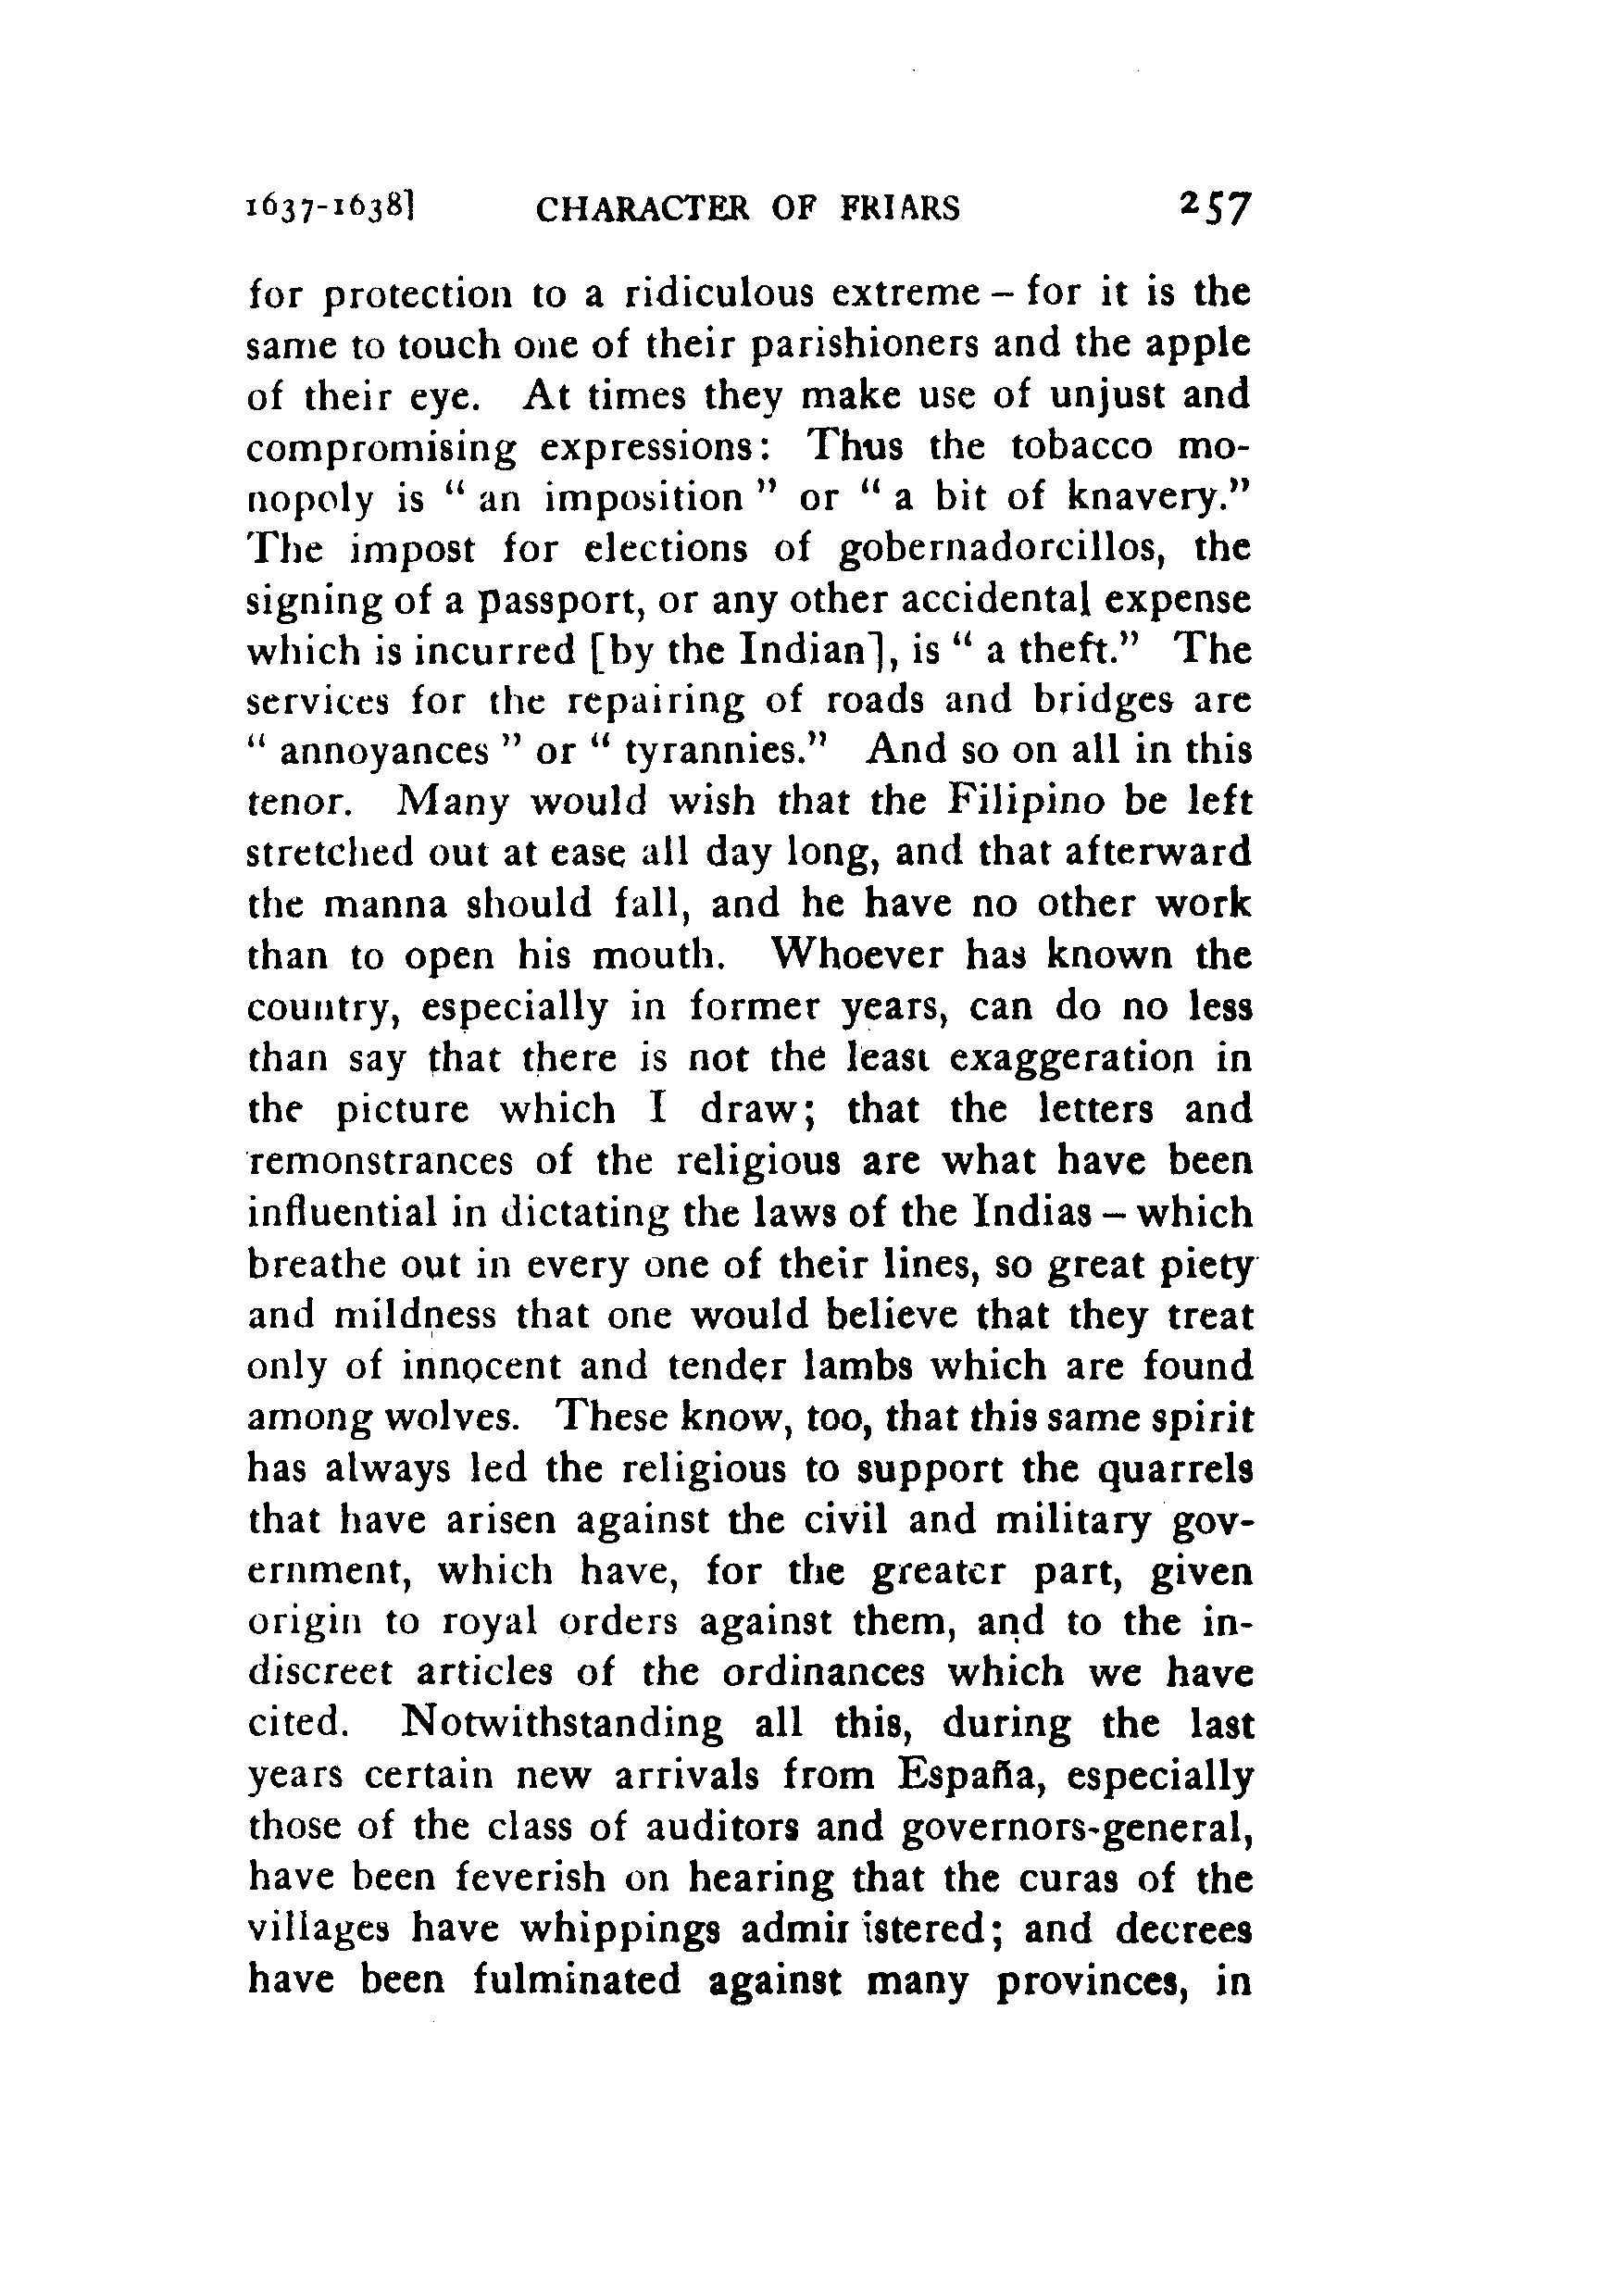 1637-1638] CHARACTER OF FRIARS 257
for protection to a ridiculous extreme – for it is the
same to touch one of their parishioners and the apple
of their eye. At times they make use of unjust and
compromising expressions: Thus the tobacco mo-
nopoly is " an imposition " or " a bit of knavery."
The impost for elections of gobernadorcillos, the
signing of a passport, or any other accidental expense
which is incurred [by the Indian], is " a theft." The
services for the repairing of roads and bridges are
" annoyances " or " tyrannies." And so on all in this
tenor. Many would wish that the Filipino be left
stretched out at ease all day long, and that afterward
the manna should fall, and he have no other work
than to open his mouth. Whoever has known the
country, especially in former years, can do no less
than say that there is not the least exaggeration in
the picture which I draw; that the letters and
remonstrances of the religious are what have been
influential in dictating the laws of the Indias – which
breathe out in every one of their lines, so great piety
and mildness that one would believe that they treat
only of innocent and tender lambs which are found
among wolves. These know, too, that this same spirit
has always led the religious to support the quarrels
that have arisen against the civil and military gov-
ernment, which have, for the greater part, given
origin to royal orders against them, and to the in-
discreet articles of the ordinances which we have
cited. Notwithstanding all this, during the last
years certain new arrivals from España, especially
those of the class of auditors and governors-general,
have been feverish on hearing that the curas of the
villages have whippings administered; and decrees
have been fulminated against many provinces, in